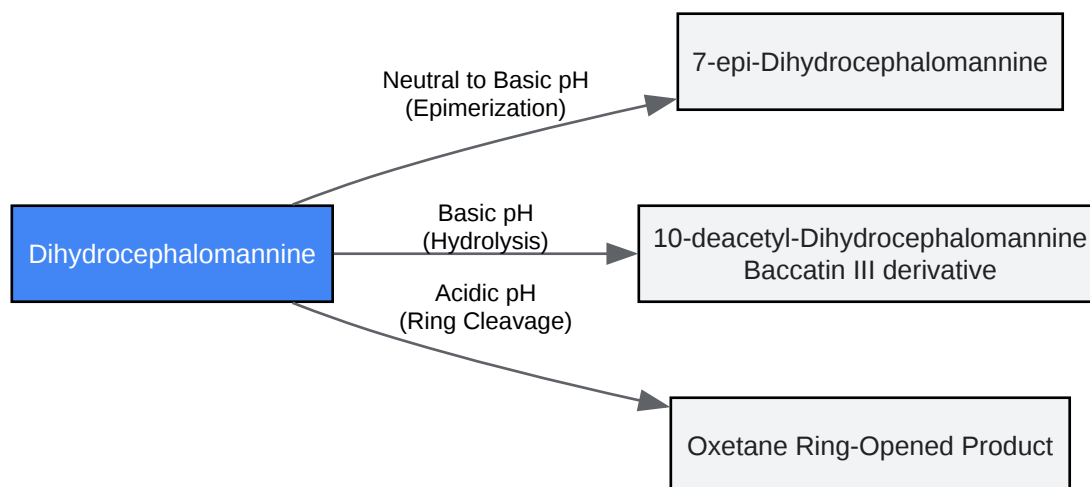 Neutral to Basic pH
(Epimerization)
7-epi-Dihydrocephalomannine
Dihydrocephalomannine
Basic pH
(Hydrolysis)
10-deacetyl-Dihydrocephalomannine
Baccatin III derivative
Acidic pH
(Ring Cleavage)
Oxetane Ring-Opened Product